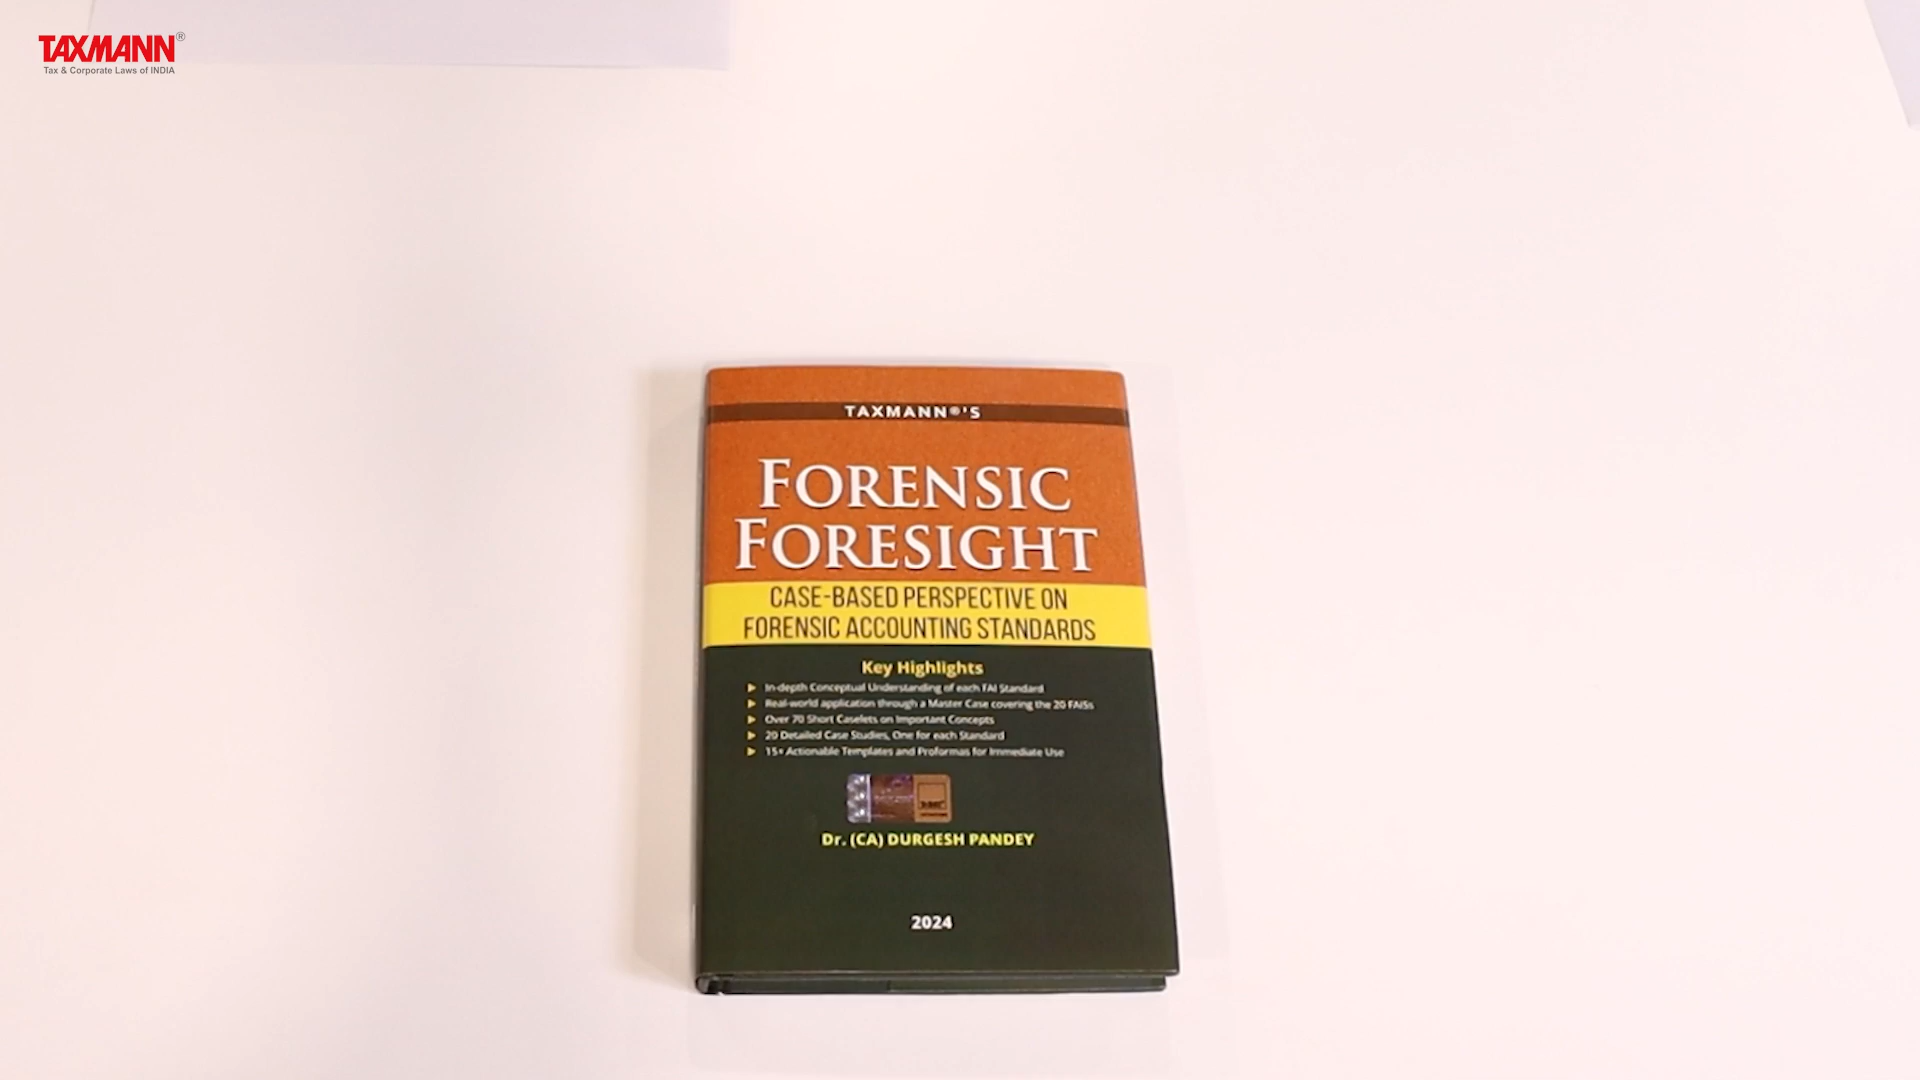 TAXMANN®
Tax & Corporate Laws of INDIA
TAXMANN®'S
FORENSIC
FORESIGHT
CASE-BASED PERSPECTIVE ON
FORENSIC ACCOUNTING STANDARDS
Key Highlights
In-depth Conceptual Understanding of each FAI Standard
Real-world application through a Master Case covering the 20 FAISs
Over 70 Short Caselets on Important Concepts
20 Detailed Case Studies, One for each Standard
15+ Actionable Templates and Proformas for Immediate Use
Dr. (CA) DURGESH PANDEY
2024